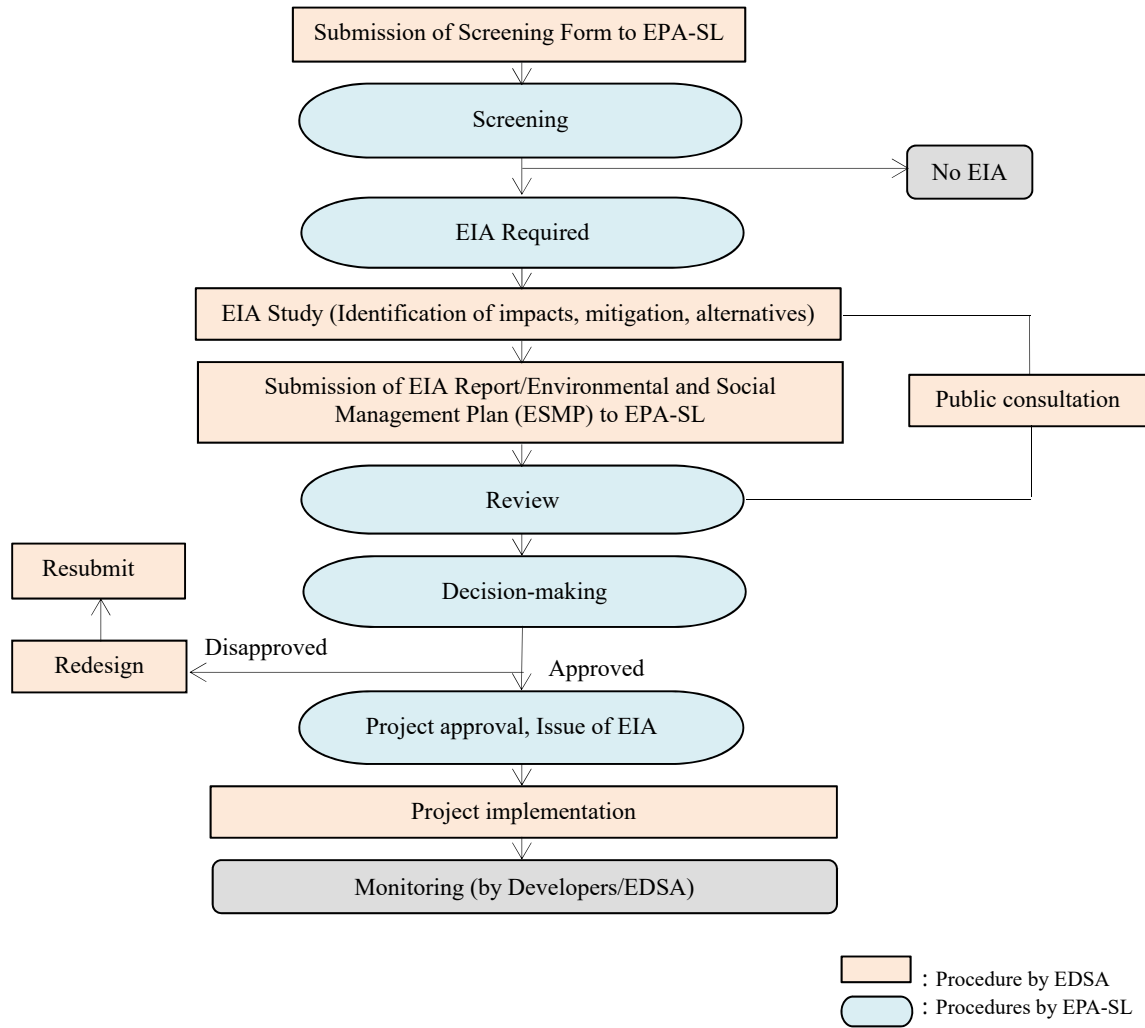 Submission of Screening Form to EPA-SL
Screening
No EIA
EIA Required
EIA Study (Identification of impacts, mitigation, alternatives)
Submission of EIA Report/Environmental and Social
Management Plan (ESMP) to EPA-SL
Public consultation
Review
Resubmit
Decision-making
Redesign
Disapproved
Approved
Project approval, Issue of EIA
Project implementation
Monitoring (by Developers/EDSA)
: Procedure by EDSA
: Procedures by EPA-SL